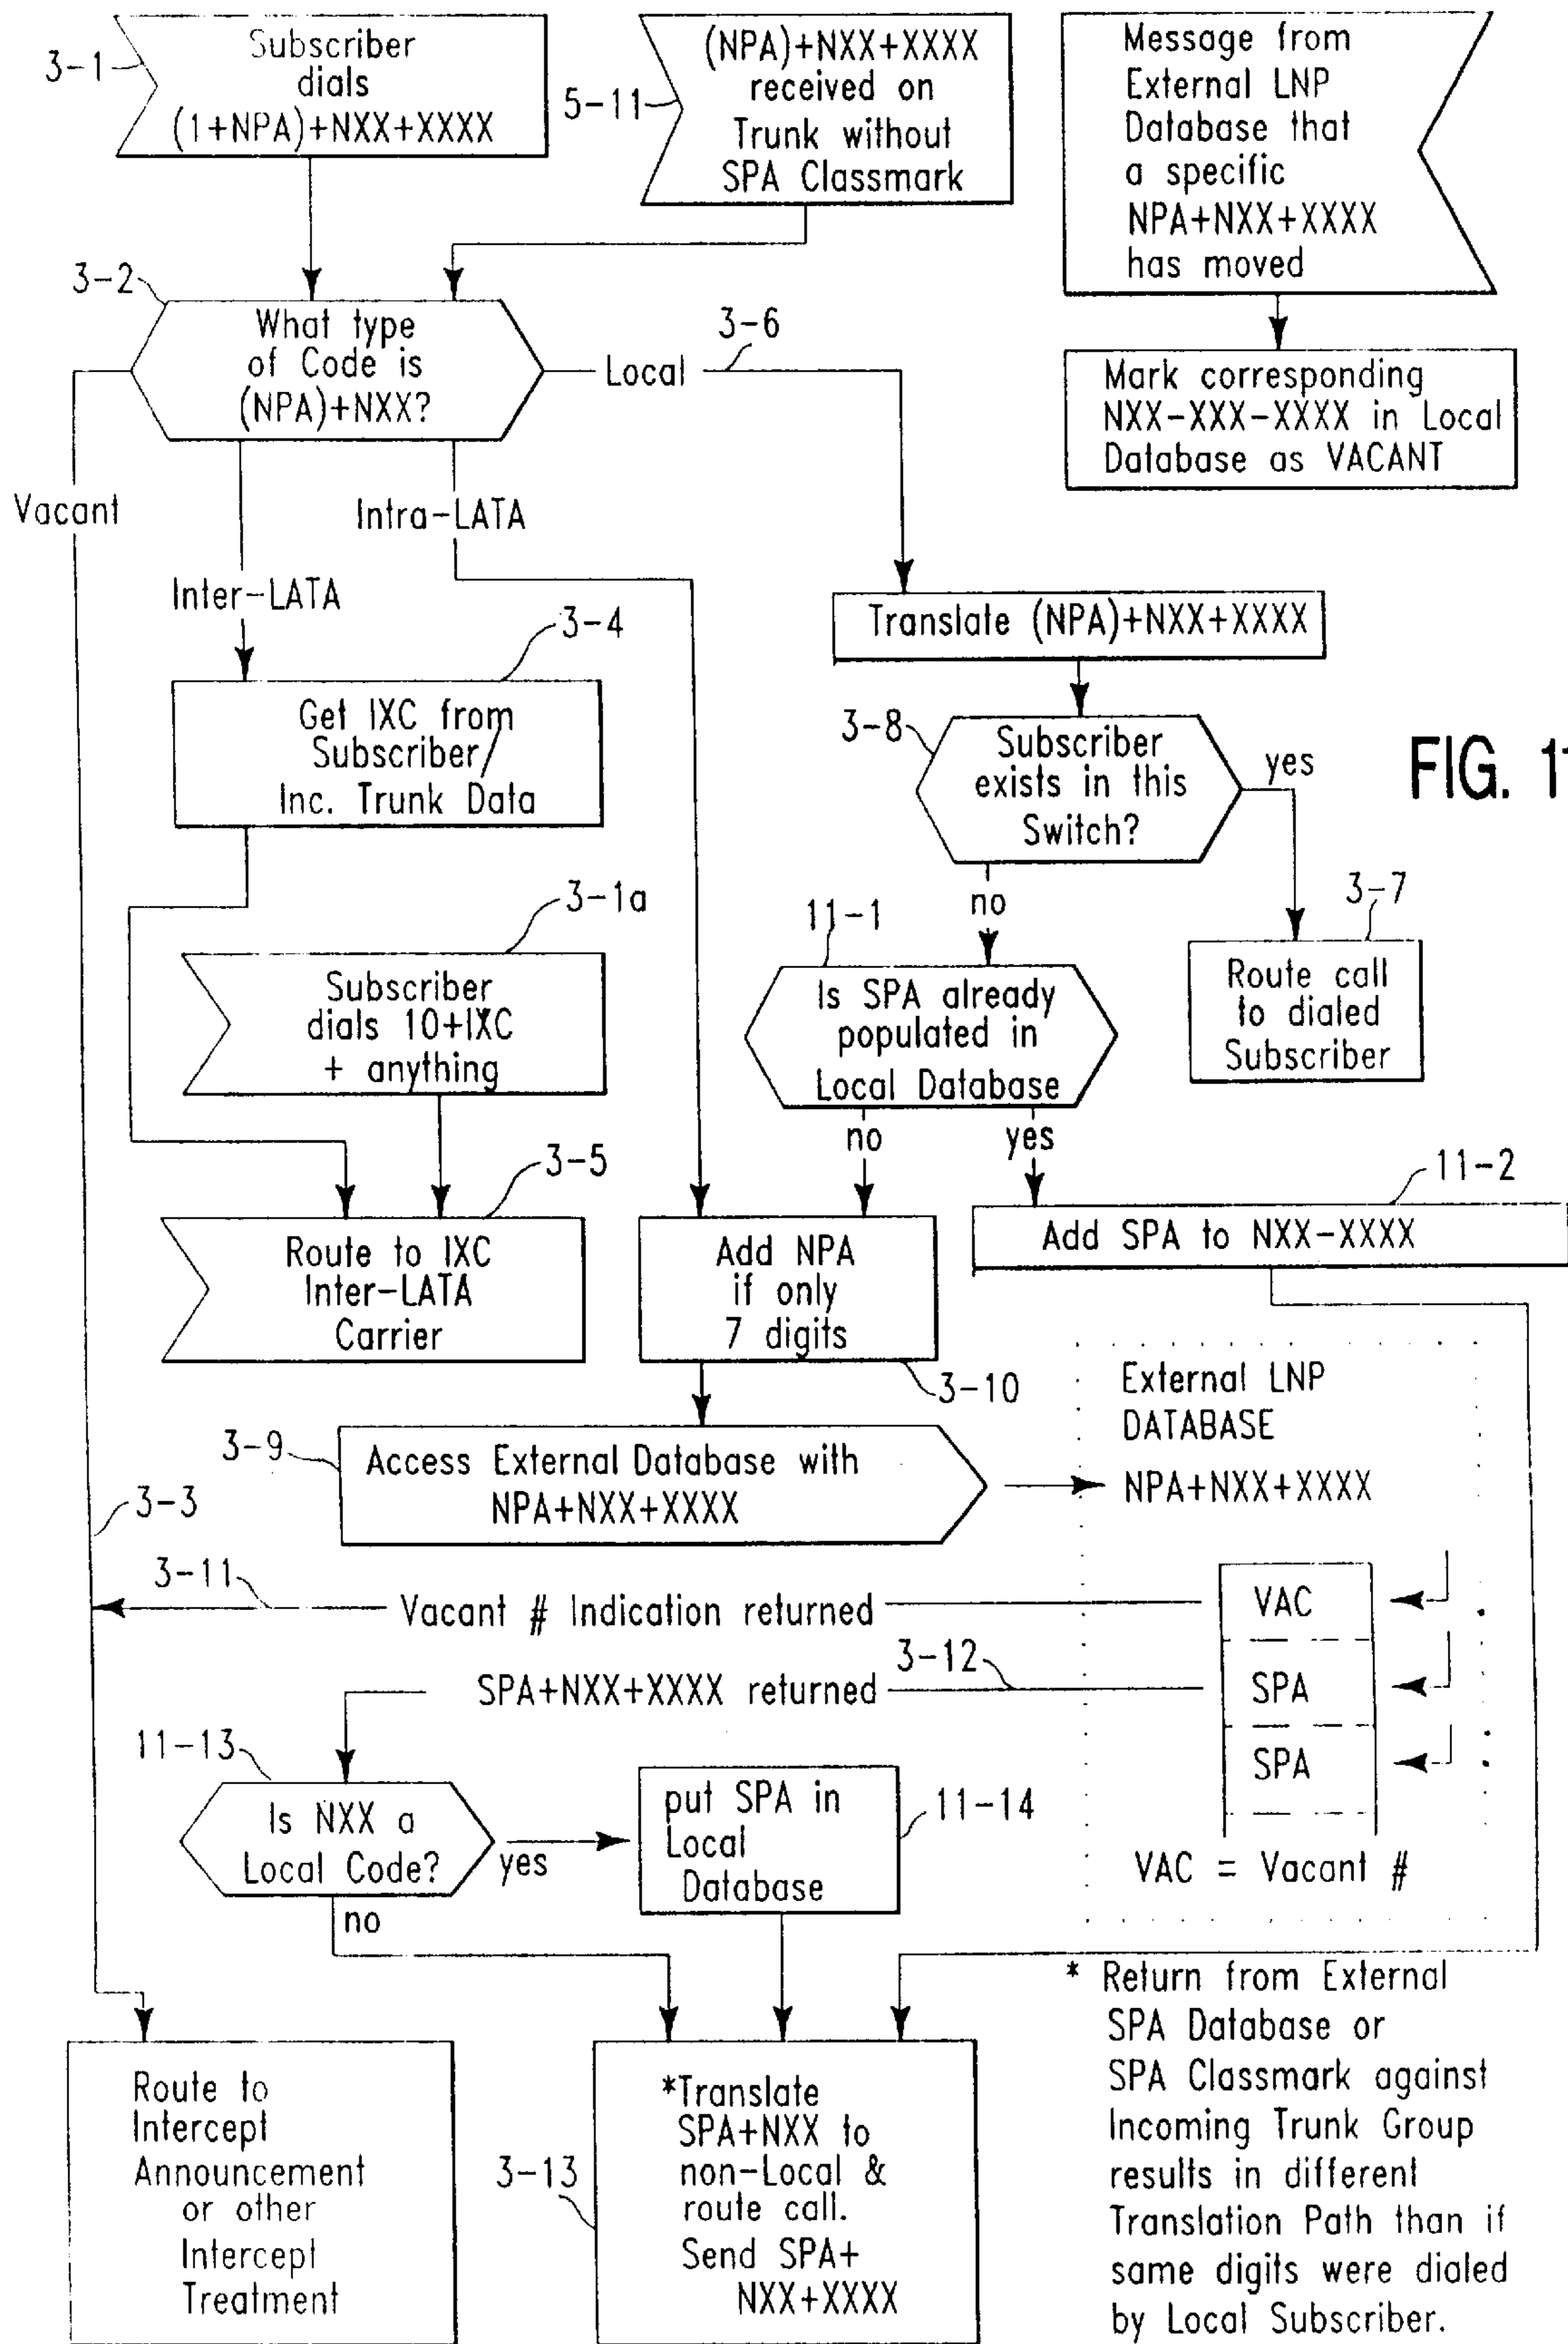 3-1
Subscriber
dials
(1+NPA)+NXX+XXXX
5-11
(NPA)+NXX+XXXX
received on
Trunk without
SPA Classmark
Message from
External LNP
Database that
a specific
NPA+NXX+XXXX
has moved
3-2
What type
of Code is
(NPA)+NXX?
Local
3-6
Mark corresponding
NXX-XXX-XXXX in Local
Database as VACANT
Vacant
Intra-LATA
Inter-LATA
Translate (NPA)+NXX+XXXX
3-4
Get IXC from
Subscriber/
Inc. Trunk Data
3-8
Subscriber
exists in this
Switch?
yes
FIG. 11
no
3-7
Route call
to dialed
Subscriber
3-1a
Subscriber
dials 10+IXC
+ anything
11-1
Is SPA already
populated in
Local Database
no
yes
3-5
Route to IXC
Inter-LATA
Carrier
Add NPA
if only
7 digits
3-10
11-2
Add SPA to NXX-XXXX
External LNP
DATABASE
3-9
Access External Database with
NPA+NXX+XXXX
NPA+NXX+XXXX
3-3
3-11
Vacant # Indication returned
VAC
3-12
SPA+NXX+XXXX returned
SPA
SPA
11-13
Is NXX a
Local Code?
yes
no
put SPA in
Local
Database
11-14
VAC = Vacant #
Route to
Intercept
Announcement
or other
Intercept
Treatment
3-13
*Translate
SPA+NXX to
non-Local &
route call.
Send SPA+
NXX+XXXX
* Return from External
SPA Database or
SPA Classmark against
Incoming Trunk Group
results in different
Translation Path than if
same digits were dialed
by Local Subscriber.